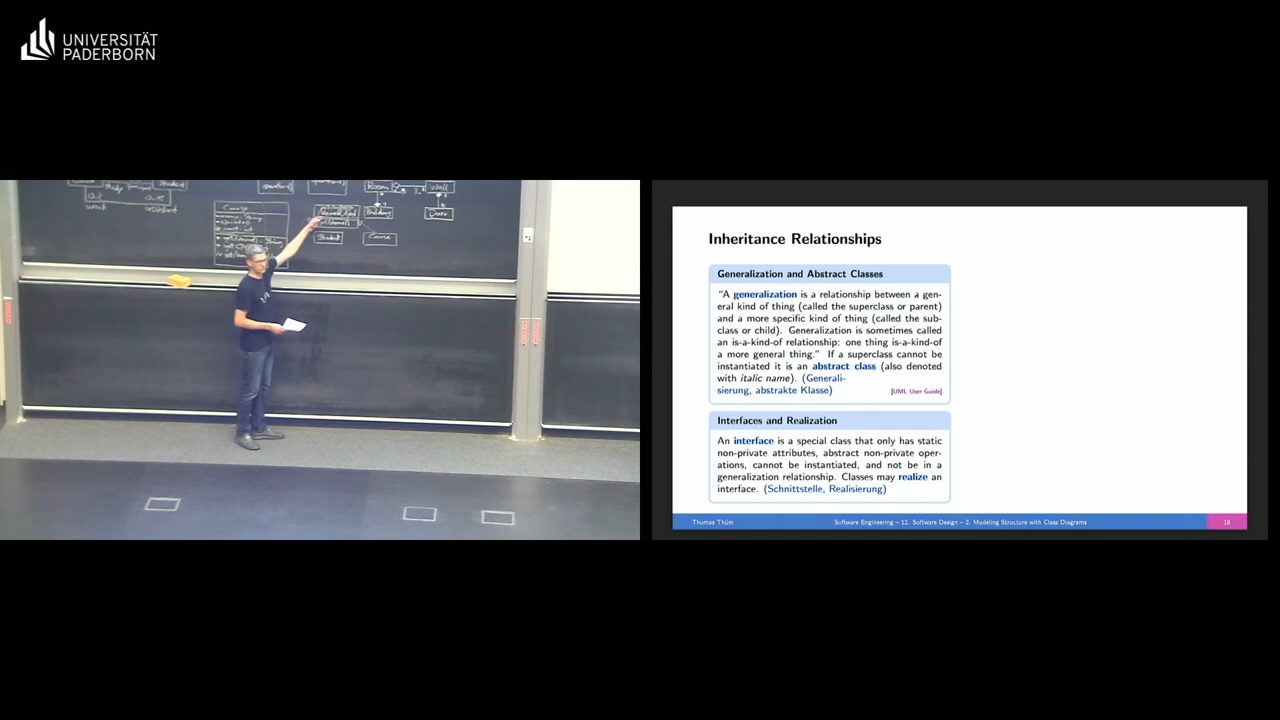 UNIVERSITÄT
PADERBORN
Course
Room
Wall
Building
Door
Student
Course
Inheritance Relationships
Generalization and Abstract Classes
“A generalization is a relationship between a gen-
eral kind of thing (called the superclass or parent)
and a more specific kind of thing (called the sub-
class or child). Generalization is sometimes called
an is-a-kind-of relationship: one thing is-a-kind-of
a more general thing.” If a superclass cannot be
instantiated it is an abstract class (also denoted
with italic name). (Generali-
sierung, abstrakte Klasse) [UML User Guide]
Interfaces and Realization
An interface is a special class that only has static
non-private attributes, abstract non-private oper-
ations, cannot be instantiated, and not be in a
generalization relationship. Classes may realize an
interface. (Schnittstelle, Realisierung)
Thomas Thüm Software Engineering – 12. Software Design – 2. Modeling Structure with Class Diagrams 18